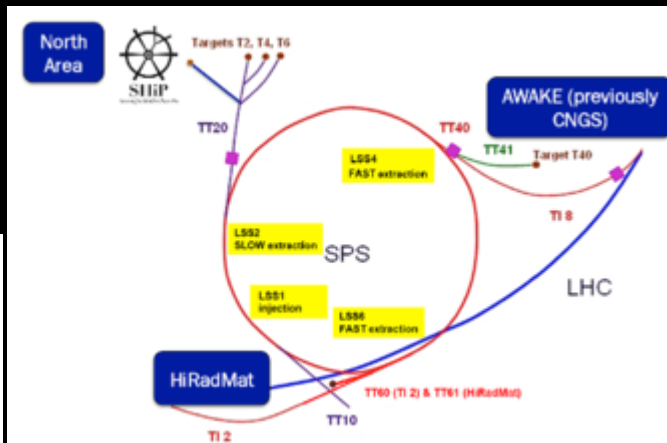 North
Area
SHiP
Targets T2, T4, T6
AWAKE (previously
CNGS)
TT20
TT40
TT41
Target T40
LSS4
FAST extraction
TI 8
LSS2
SLOW extraction
SPS
LHC
LSS1
injection
LSS6
FAST extraction
HiRadMat
TT60 (TI 2) & TT61 (HiRadMat)
TT10
TI 2